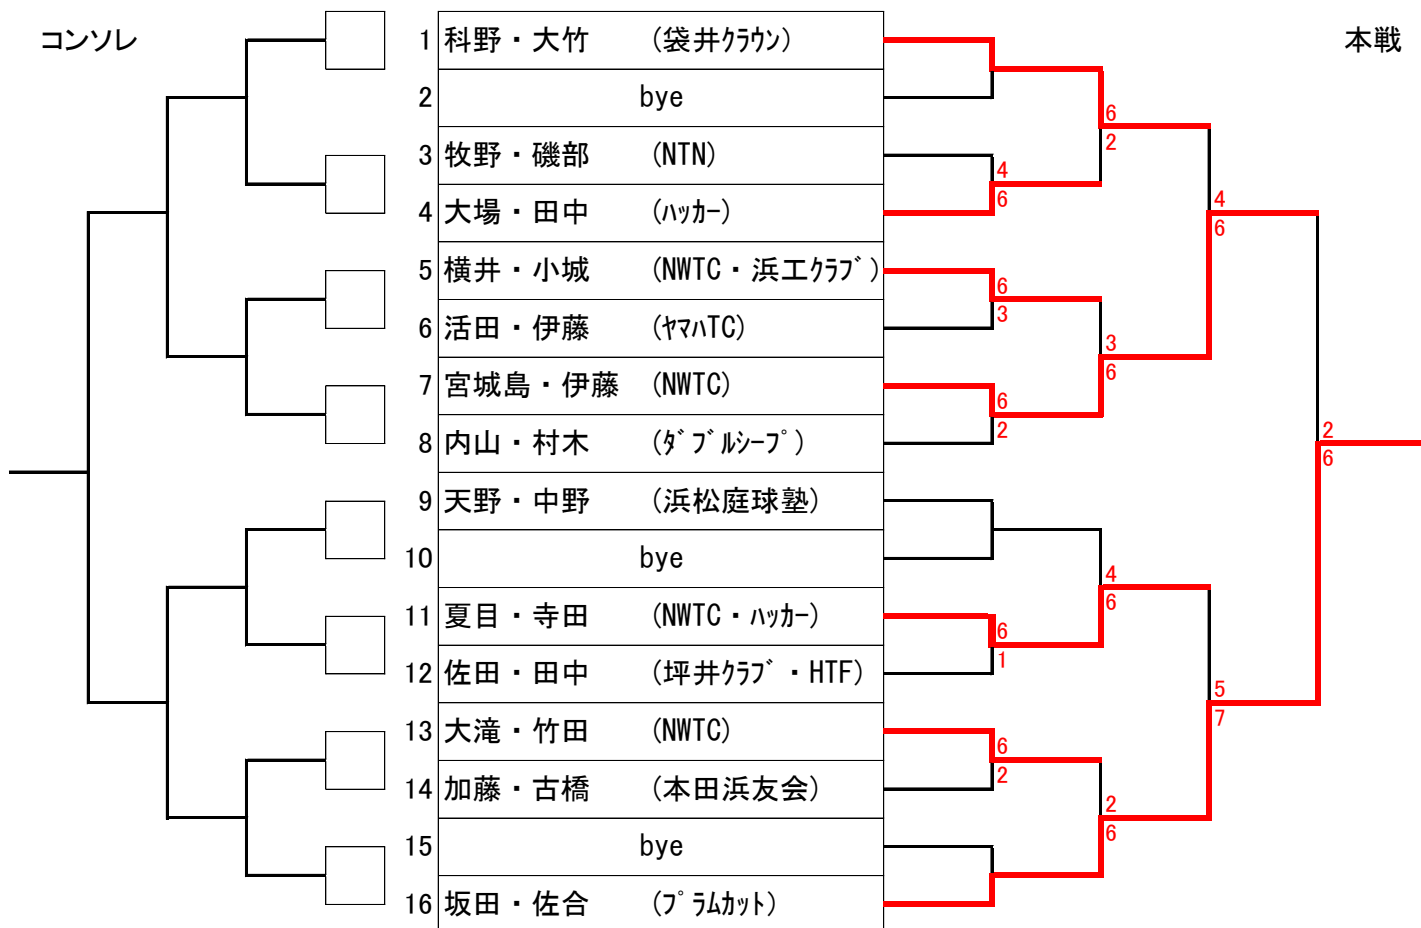 コンソレ
本戦
1 科野・大竹 (袋井ｸﾗｳﾝ)
2 bye
3 牧野・磯部 (NTN)
4 大場・田中 (ﾊｯｶｰ)
5 横井・小城 (NWTC・浜工ｸﾗﾌﾞ)
6 活田・伊藤 (ﾔﾏﾊTC)
7 宮城島・伊藤 (NWTC)
8 内山・村木 (ﾀﾞﾌﾞﾙｼｰﾌﾟ)
9 天野・中野 (浜松庭球塾)
10 bye
11 夏目・寺田 (NWTC・ﾊｯｶｰ)
12 佐田・田中 (坪井ｸﾗﾌﾞ・HTF)
13 大滝・竹田 (NWTC)
14 加藤・古橋 (本田浜友会)
15 bye
16 坂田・佐合 (ﾌﾟﾗﾑｶｯﾄ)
4
6
6
3
6
2
6
1
6
2
6
2
3
6
4
6
2
6
4
6
5
7
2
6